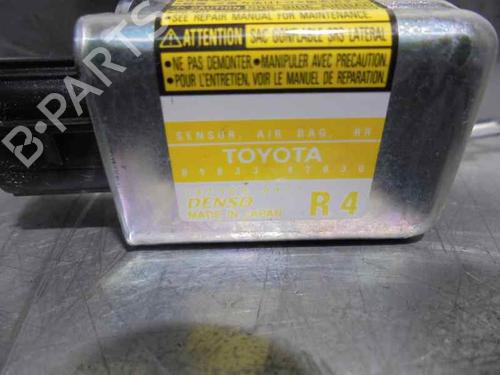 •SEE REPAIR MANUAL FOR MAINTENANCE.
ATTENTION SAC GONFLABLE SRS LATERAL
•NE PAS DEMONTER.•MANIPULER AVEC PRECAUTION.
•POUR L'ENTRETIEN, VOIR LE MANUEL DE REPARATION.
SENSOR, AIR BAG, RR
TOYOTA
DENSO
MADE IN JAPAN
R4
B-PARTS